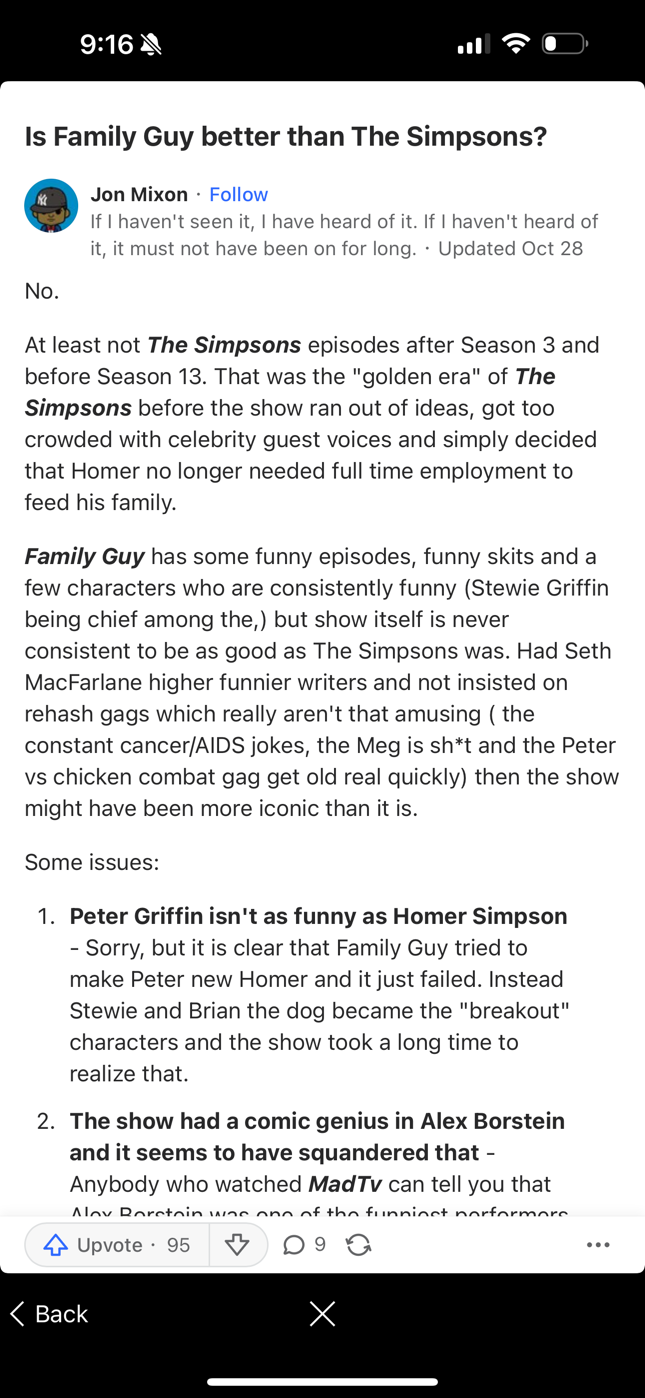 9:16
Is Family Guy better than The Simpsons?
Jon Mixon · Follow
If I haven't seen it, I have heard of it. If I haven't heard of
it, it must not have been on for long. · Updated Oct 28
No.
At least not The Simpsons episodes after Season 3 and
before Season 13. That was the "golden era" of The
Simpsons before the show ran out of ideas, got too
crowded with celebrity guest voices and simply decided
that Homer no longer needed full time employment to
feed his family.
Family Guy has some funny episodes, funny skits and a
few characters who are consistently funny (Stewie Griffin
being chief among the,) but show itself is never
consistent to be as good as The Simpsons was. Had Seth
MacFarlane higher funnier writers and not insisted on
rehash gags which really aren't that amusing ( the
constant cancer/AIDS jokes, the Meg is sh*t and the Peter
vs chicken combat gag get old real quickly) then the show
might have been more iconic than it is.
Some issues:
1. Peter Griffin isn't as funny as Homer Simpson
- Sorry, but it is clear that Family Guy tried to
make Peter new Homer and it just failed. Instead
Stewie and Brian the dog became the "breakout"
characters and the show took a long time to
realize that.
2. The show had a comic genius in Alex Borstein
and it seems to have squandered that -
Anybody who watched MadTv can tell you that
Alex Borstein was one of the funniest performers
Upvote · 95
9
Back